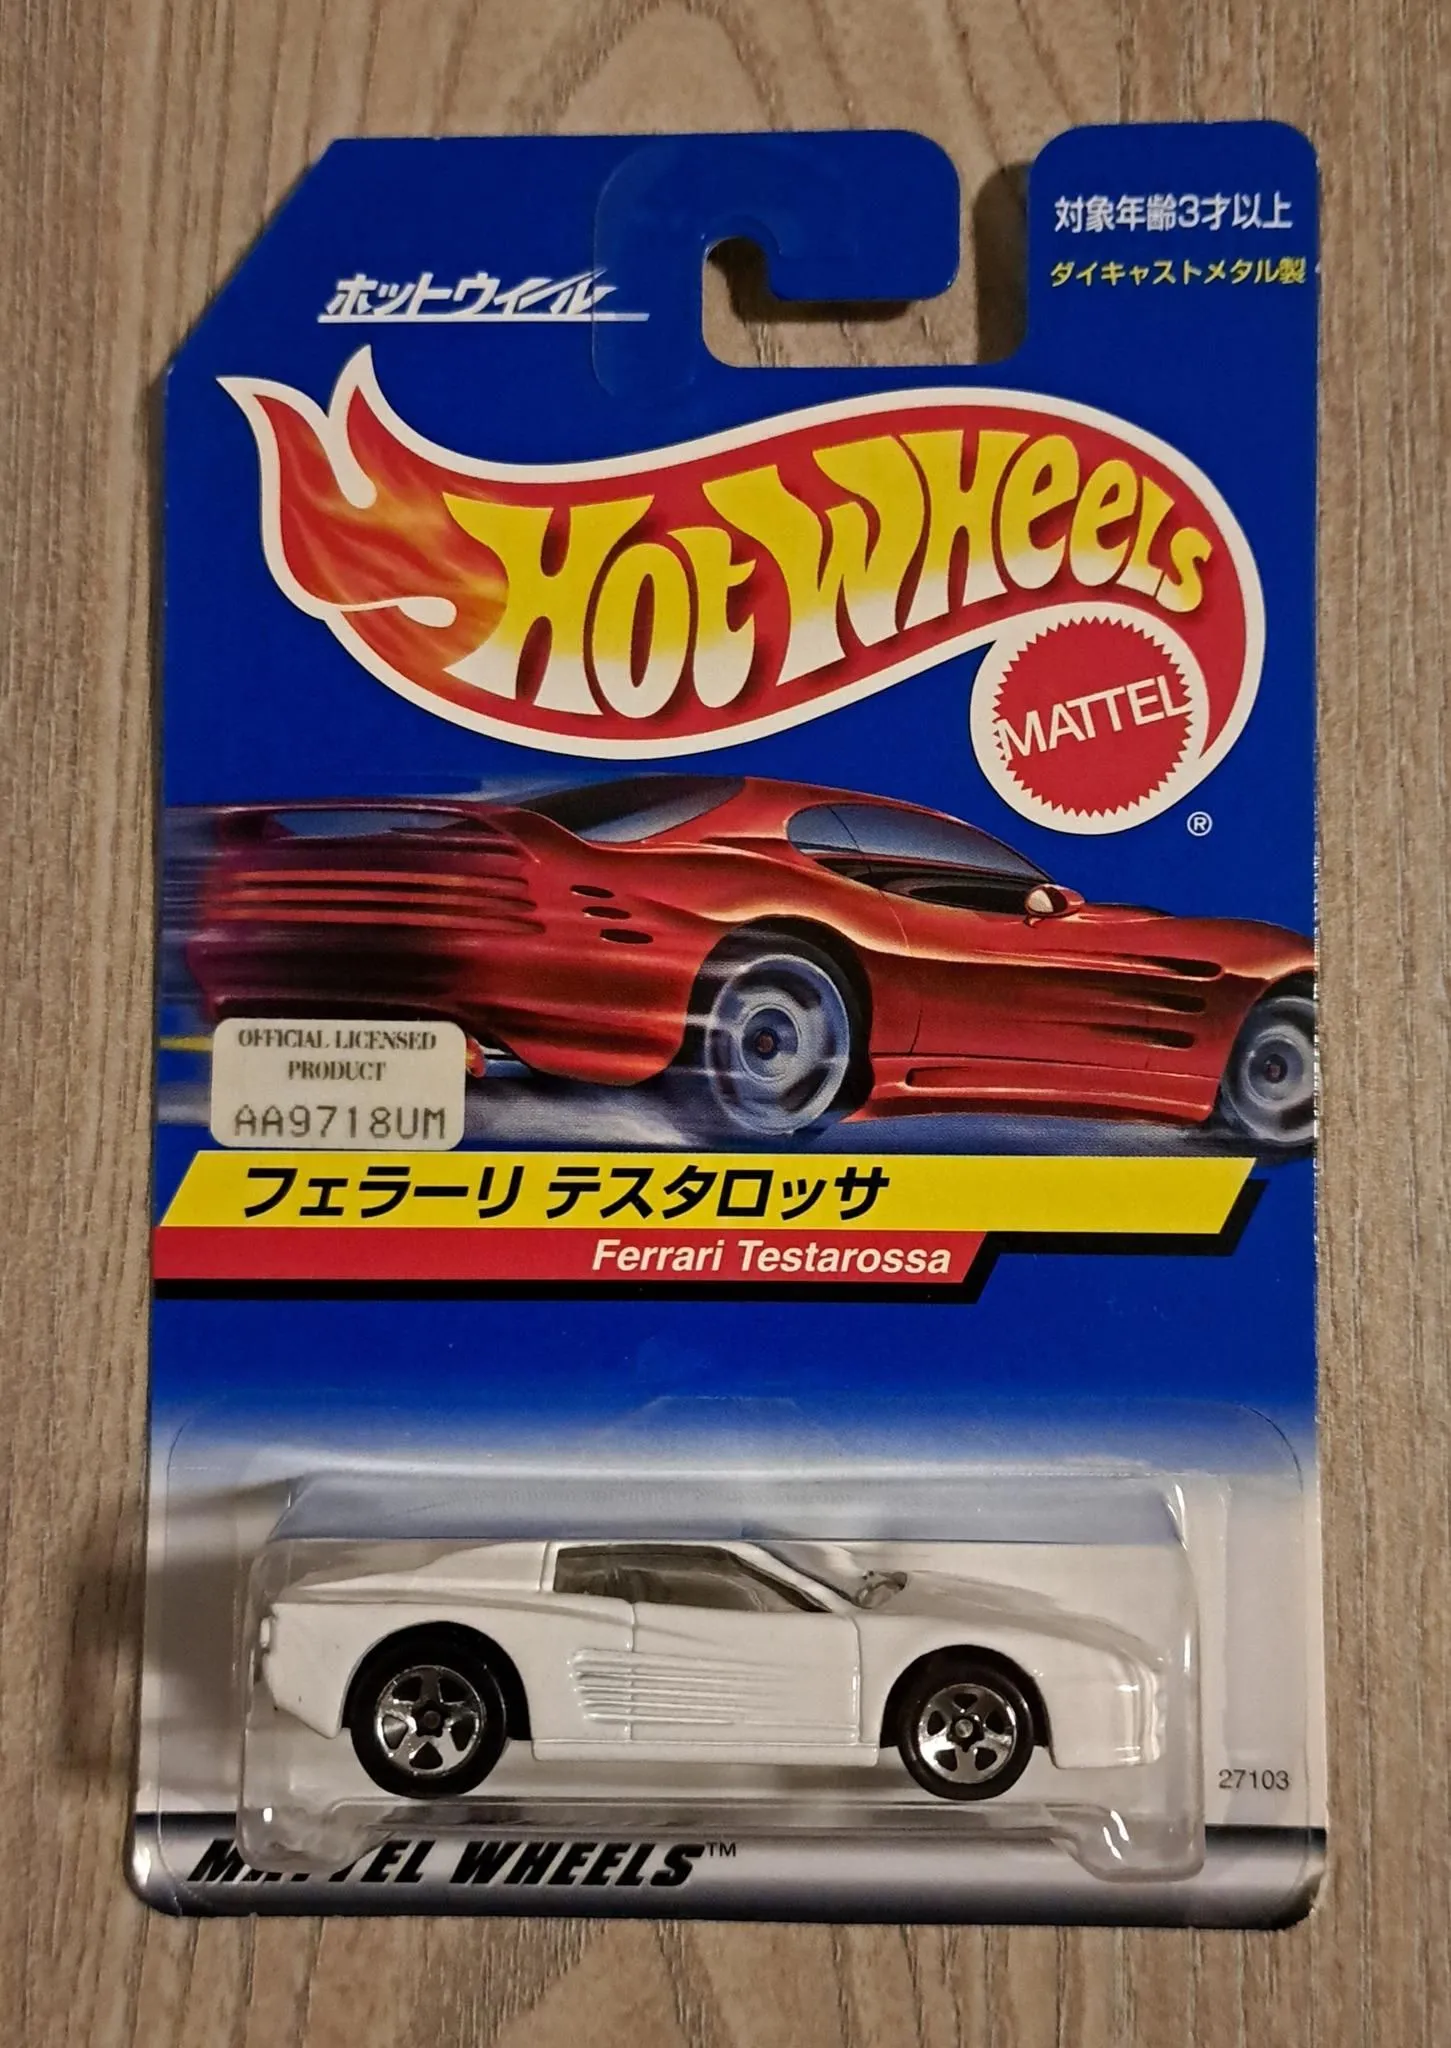 対象年齢3才以上
ダイキャストメタル製
ホットウィール
HOT WHEELS
MATTEL
®
OFFICIAL LICENSED
PRODUCT
AA9718UM
フェラーリ テスタロッサ
Ferrari Testarossa
27103
MATTEL WHEELS™